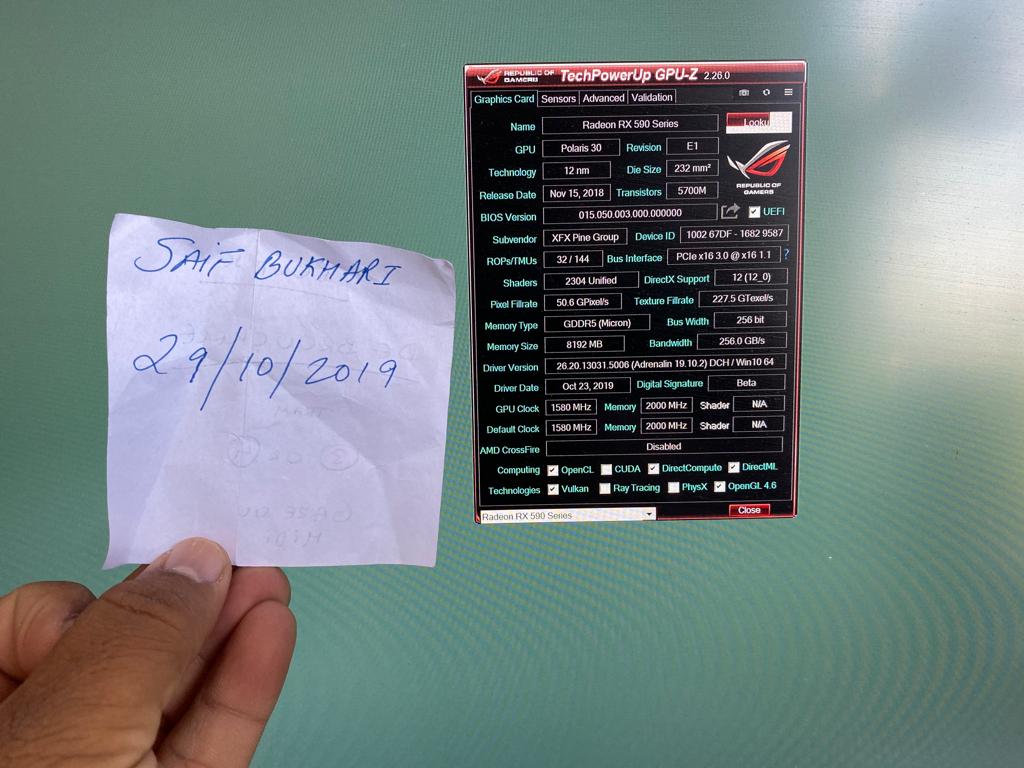 SAIF BUKHARI
29/10/2019
REPUBLIC OF GAMERS TechPowerUp GPU-Z 2.26.0
Graphics Card Sensors Advanced Validation
Name Radeon RX 590 Series Looku
GPU Polaris 30 Revision E1
Technology 12 nm Die Size 232 mm²
REPUBLIC OF GAMERS
Release Date Nov 15, 2018 Transistors 5700M
BIOS Version 015.050.003.000.000000 UEFI
Subvendor XFX Pine Group Device ID 1002 67DF - 1682 9587
ROPs/TMUs 32 / 144 Bus Interface PCIe x16 3.0 @ x16 1.1 ?
Shaders 2304 Unified DirectX Support 12 (12_0)
Pixel Fillrate 50.6 GPixel/s Texture Fillrate 227.5 GTexel/s
Memory Type GDDR5 (Micron) Bus Width 256 bit
Memory Size 8192 MB Bandwidth 256.0 GB/s
Driver Version 26.20.13031.5006 (Adrenalin 19.10.2) DCH / Win10 64
Driver Date Oct 23, 2019 Digital Signature Beta
GPU Clock 1580 MHz Memory 2000 MHz Shader N/A
Default Clock 1580 MHz Memory 2000 MHz Shader N/A
AMD CrossFire Disabled
Computing OpenCL CUDA DirectCompute DirectML
Technologies Vulkan Ray Tracing PhysX OpenGL 4.6
Radeon RX 590 Series Close